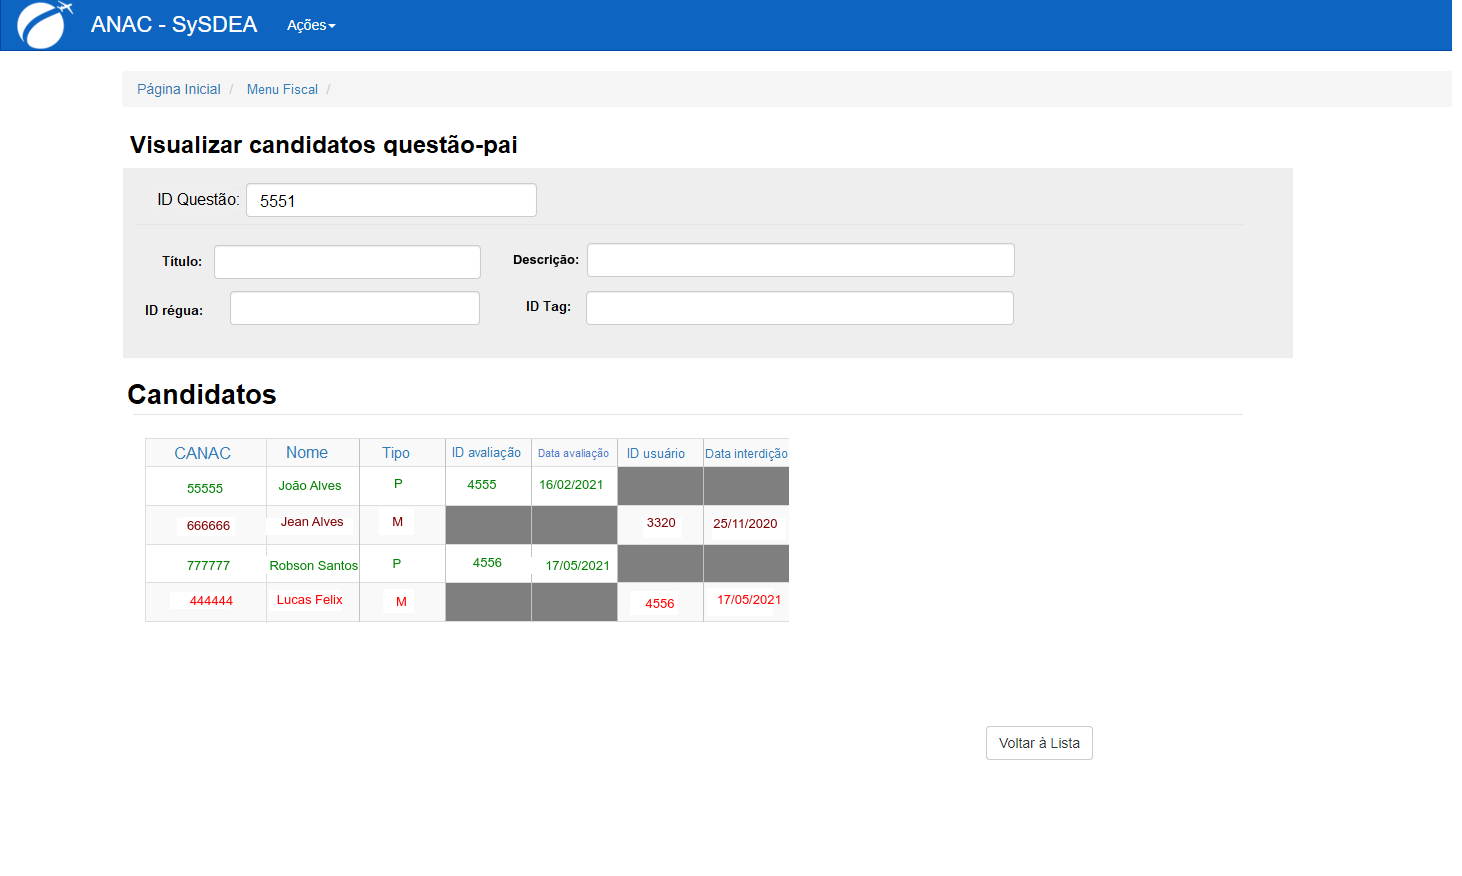 ANAC - SySDEA Ações
Página Inicial / Menu Fiscal /
Visualizar candidatos questão-pai
ID Questão: 5551
Título: Descrição:
ID régua: ID Tag:
Candidatos
CANAC Nome Tipo ID avaliação Data avaliação ID usuário Data interdição
55555 João Alves P 4555 16/02/2021
666666 Jean Alves M 3320 25/11/2020
777777 Robson Santos P 4556 17/05/2021
444444 Lucas Felix M 4556 17/05/2021
Voltar à Lista